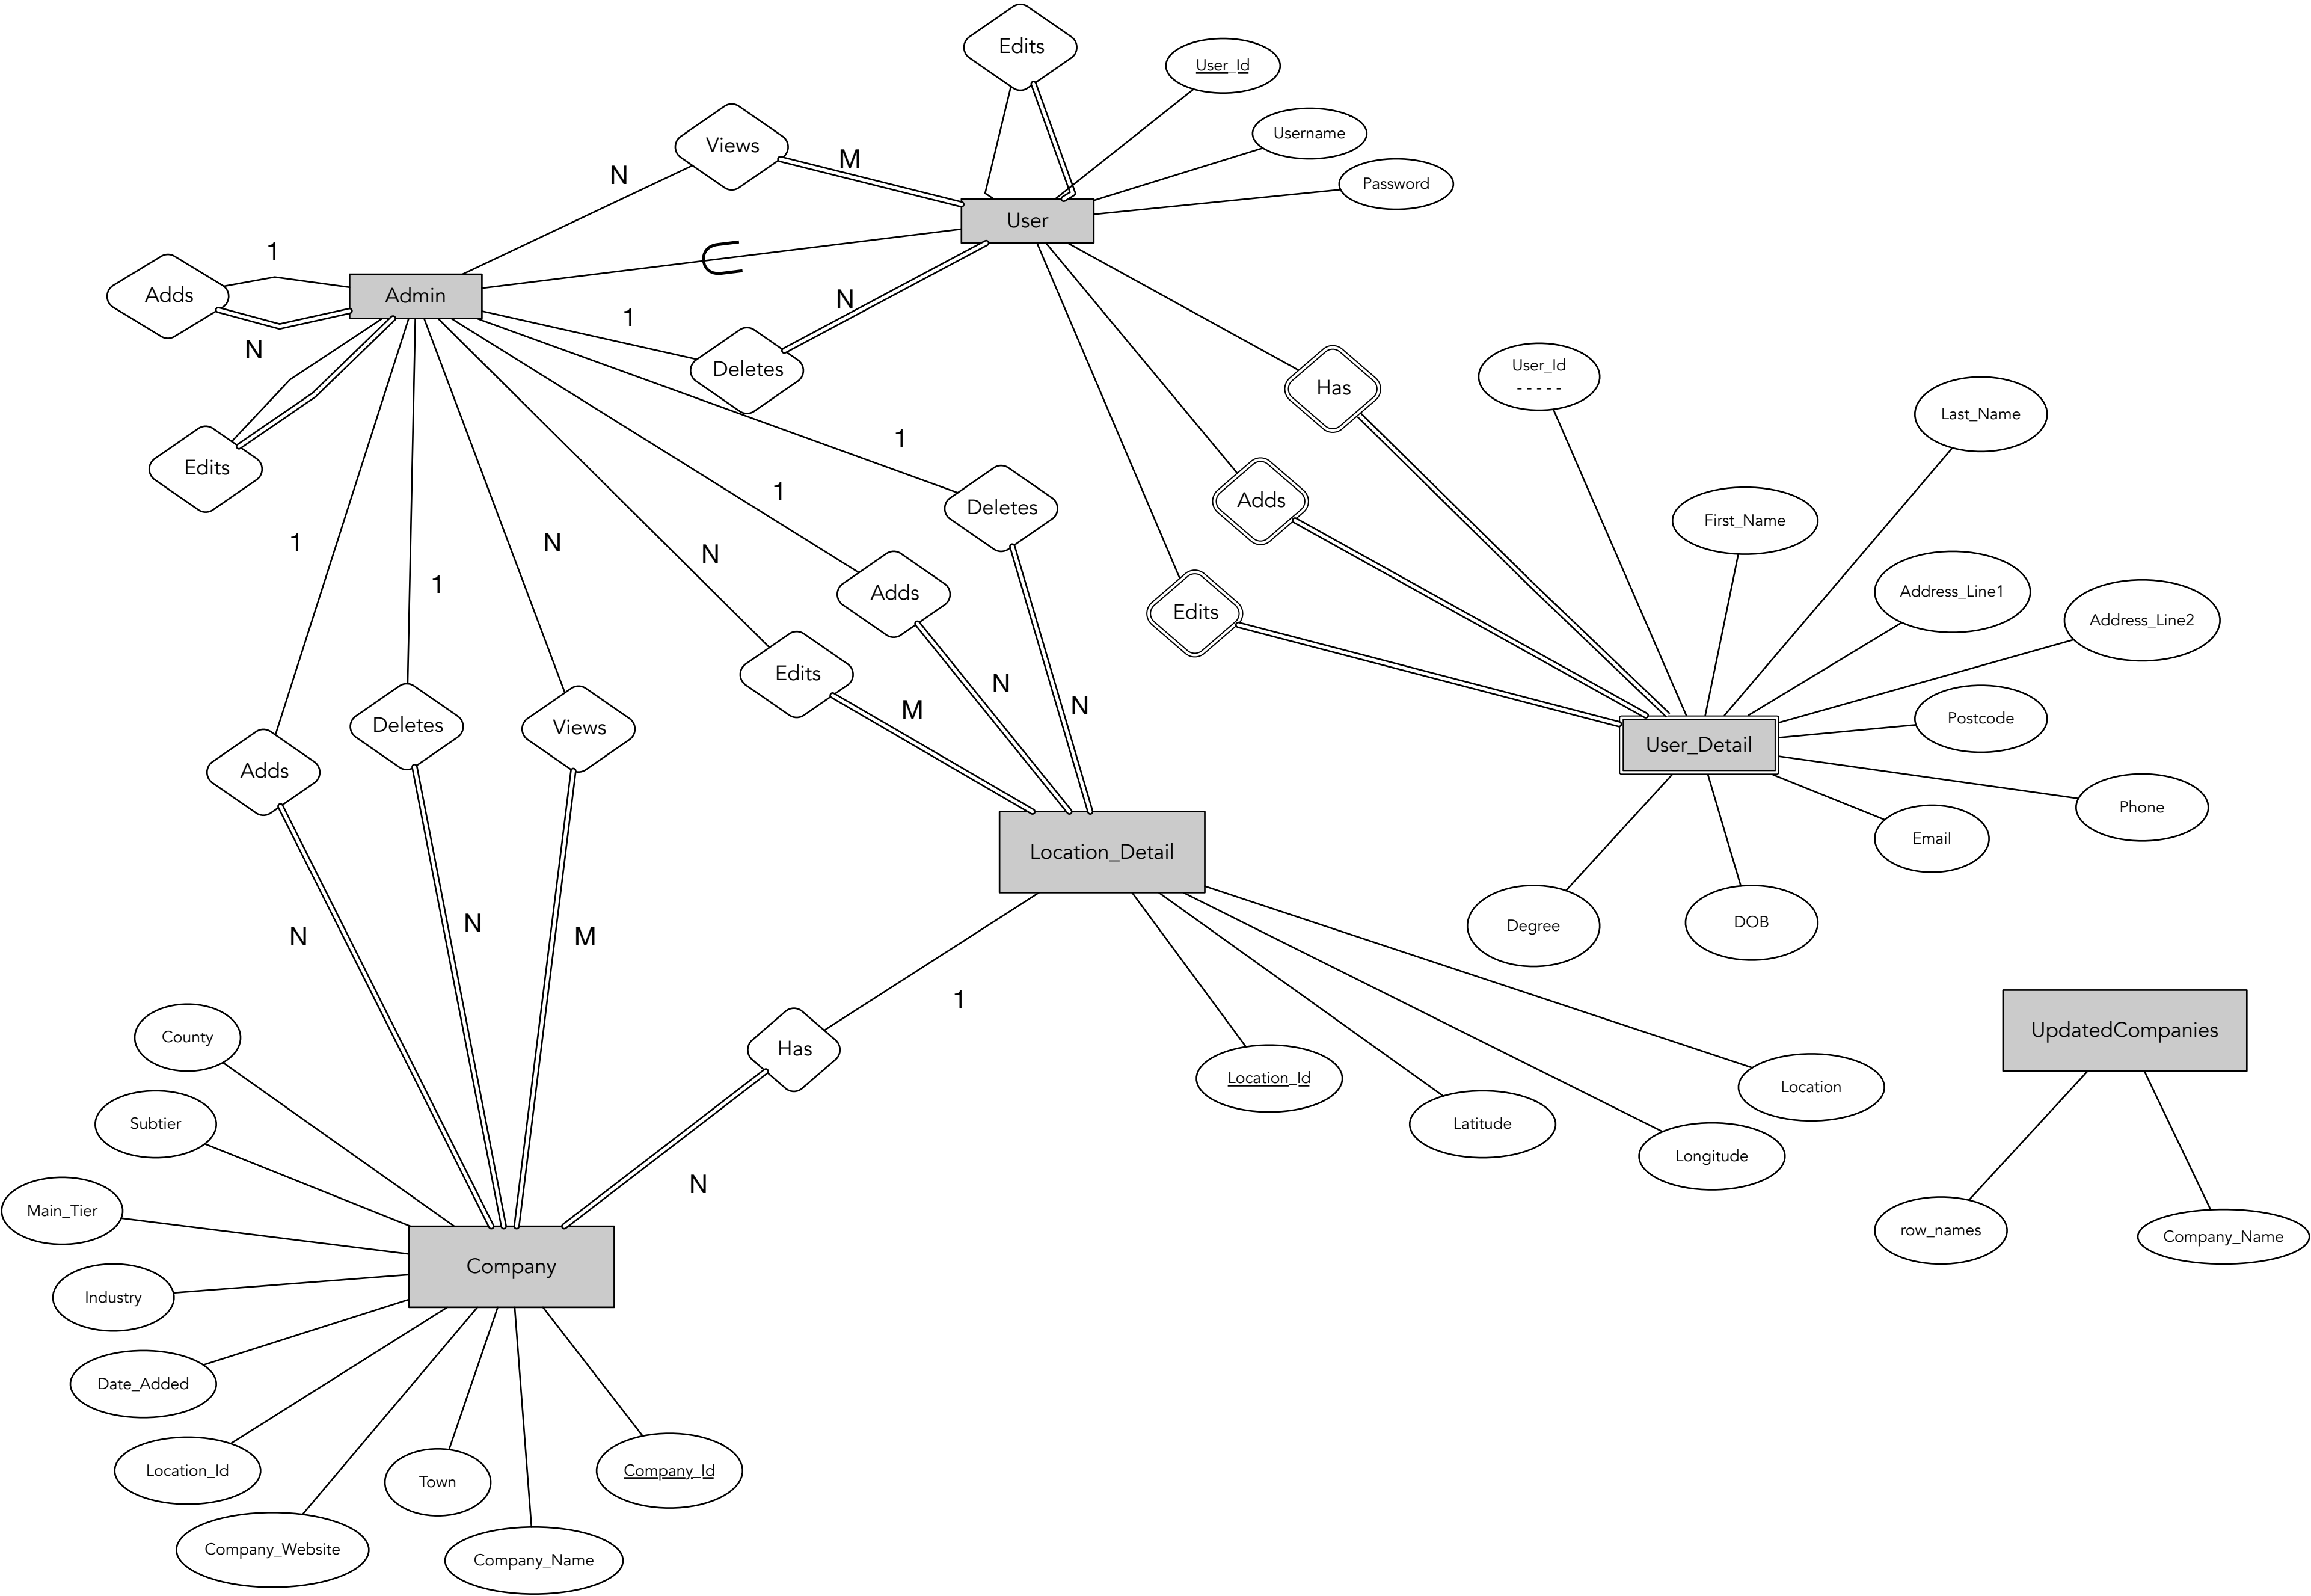 Edits
User_Id
Username
Views
M
N
Password
User
1
Adds
Admin
N
1
N
Deletes
Edits
Has
User_Id
-----
Last_Name
1
1
Deletes
Adds
First_Name
1
N
N
1
Adds
Edits
Address_Line1
Address_Line2
Edits
N
N
M
Postcode
Deletes
Views
User_Detail
Adds
Phone
Email
Location_Detail
N
N
M
Degree
DOB
1
County
Has
UpdatedCompanies
Location_Id
Location
Subtier
Latitude
Longitude
N
Main_Tier
row_names
Company_Name
Company
Industry
Date_Added
Location_Id
Town
Company_Id
Company_Website
Company_Name